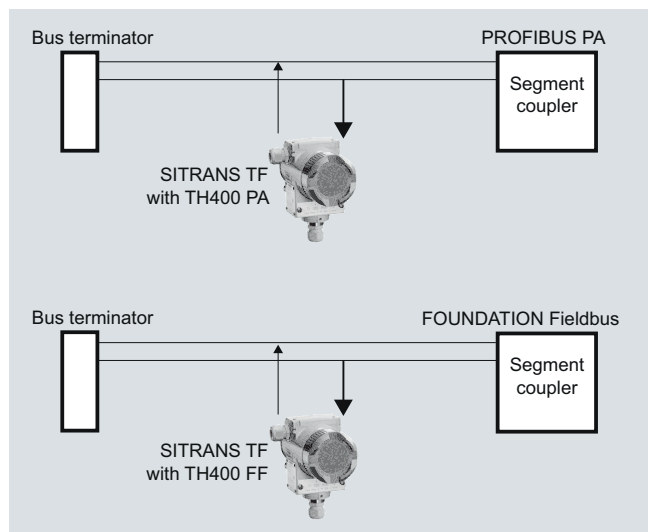 Bus terminator
PROFIBUS PA
Segment
coupler
SITRANS TF
with TH400 PA
Bus terminator
FOUNDATION Fieldbus
Segment
coupler
SITRANS TF
with TH400 FF